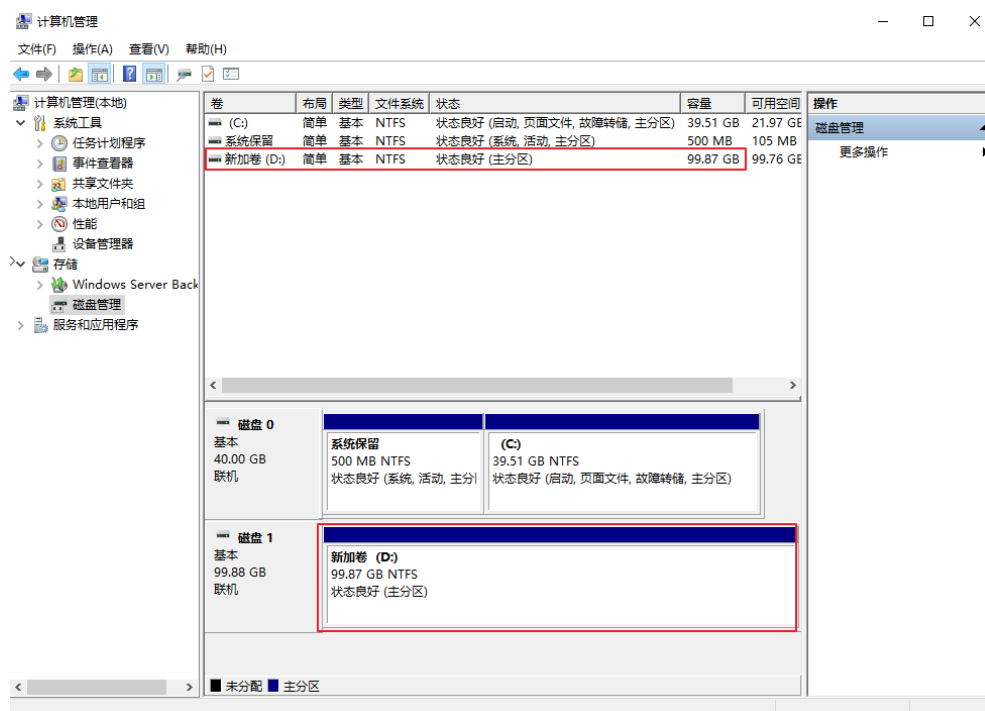 计算机管理
文件(F) 操作(A) 查看(V) 帮助(H)
计算机管理(本地)
系统工具
任务计划程序
事件查看器
共享文件夹
本地用户和组
性能
设备管理器
存储
Windows Server Back
磁盘管理
服务和应用程序
卷 布局 类型 文件系统 状态 容量 可用空间
(C:) 简单 基本 NTFS 状态良好 (启动, 页面文件, 故障转储, 主分区) 39.51 GB 21.97 GE
系统保留 简单 基本 NTFS 状态良好 (系统, 活动, 主分区) 500 MB 105 MB
新加卷 (D:) 简单 基本 NTFS 状态良好 (主分区) 99.87 GB 99.76 GE
磁盘 0
基本
40.00 GB
联机
系统保留
500 MB NTFS
状态良好 (系统, 活动, 主分
(C:)
39.51 GB NTFS
状态良好 (启动, 页面文件, 故障转储, 主分区)
磁盘 1
基本
99.88 GB
联机
新加卷 (D:)
99.87 GB NTFS
状态良好 (主分区)
未分配 主分区
操作
磁盘管理
更多操作